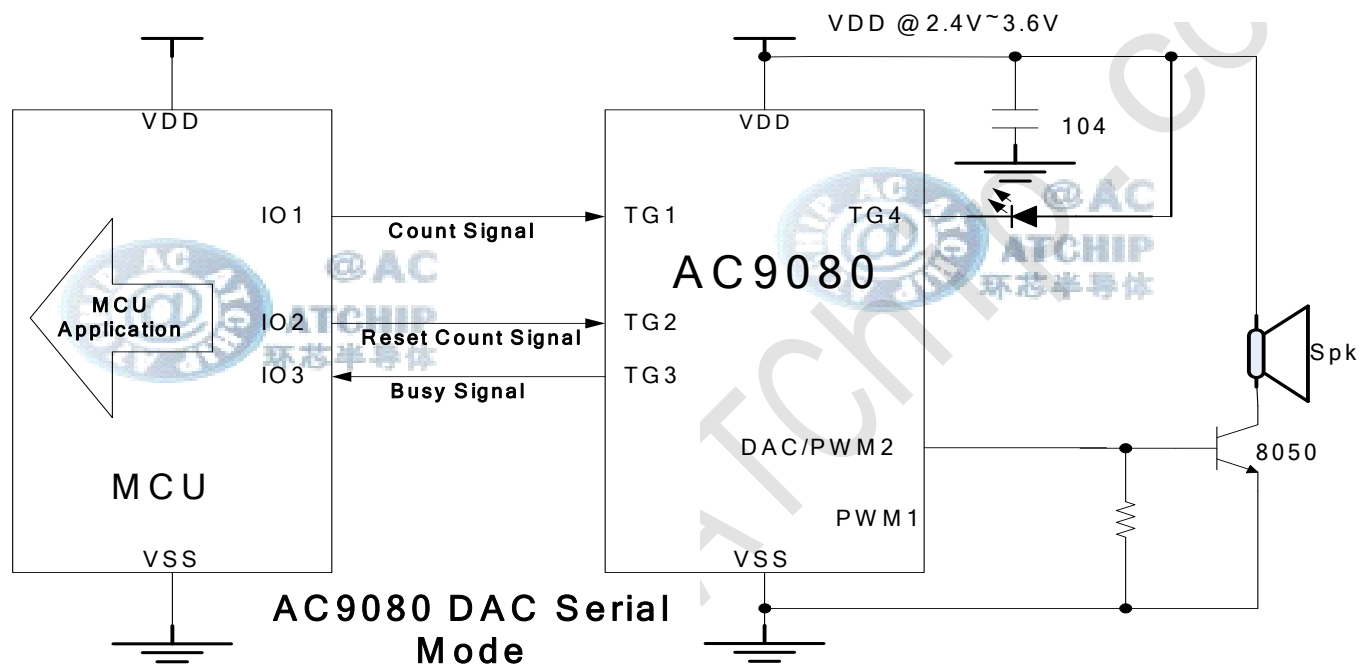 VDD @ 2.4V~3.6V
VDD
VDD
104
IO1
Count Signal
TG1
TG4
@AC
ATCHIP
环芯半导体
AC9080
MCU
Application
@AC
ATCHIP
环芯半导体
IO2
Reset Count Signal
TG2
IO3
Busy Signal
TG3
Spk
DAC/PWM2
8050
MCU
PWM1
VSS
VSS
AC9080 DAC Serial
Mode